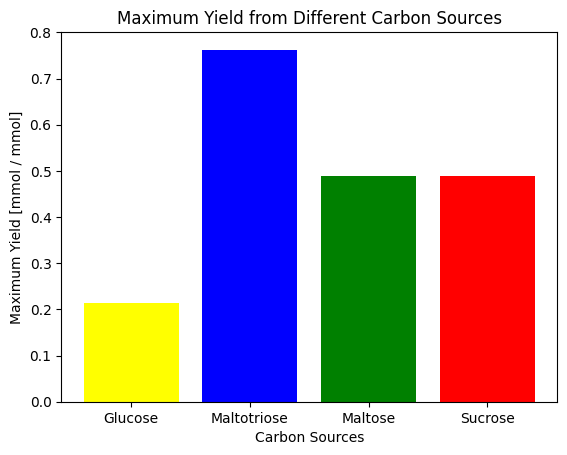 Maximum Yield from Different Carbon Sources
Maximum Yield [mmol / mmol]
0.8
0.7
0.6
0.5
0.4
0.3
0.2
0.1
0.0
Glucose Maltotriose Maltose Sucrose
Carbon Sources